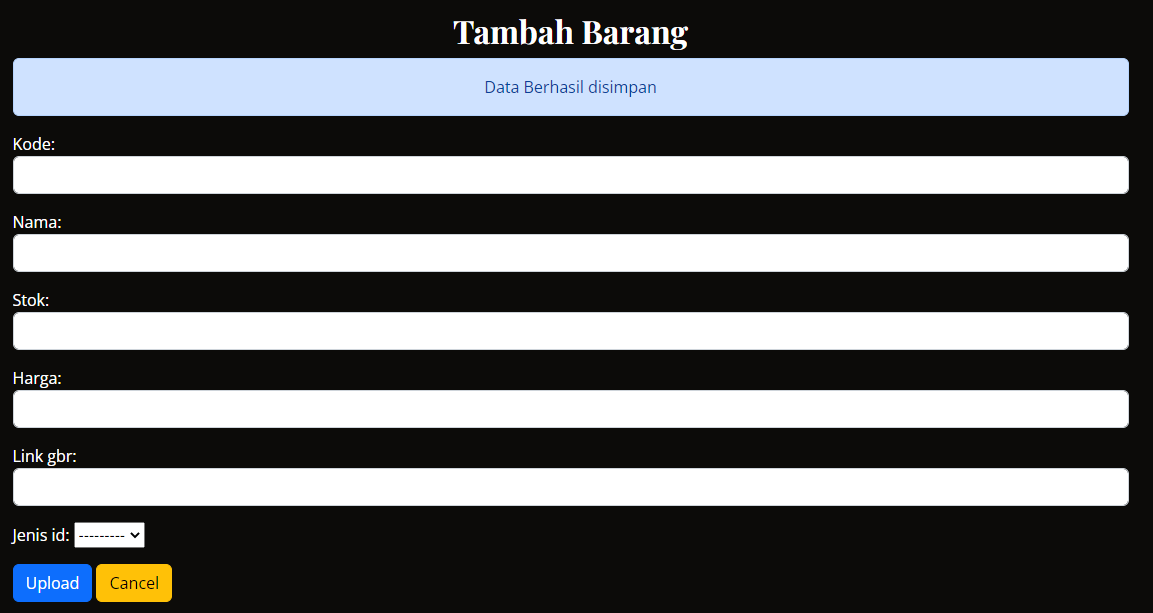 Tambah Barang
Data Berhasil disimpan
Kode:
Nama:
Stok:
Harga:
Link gbr:
Jenis id: ---------
Upload Cancel